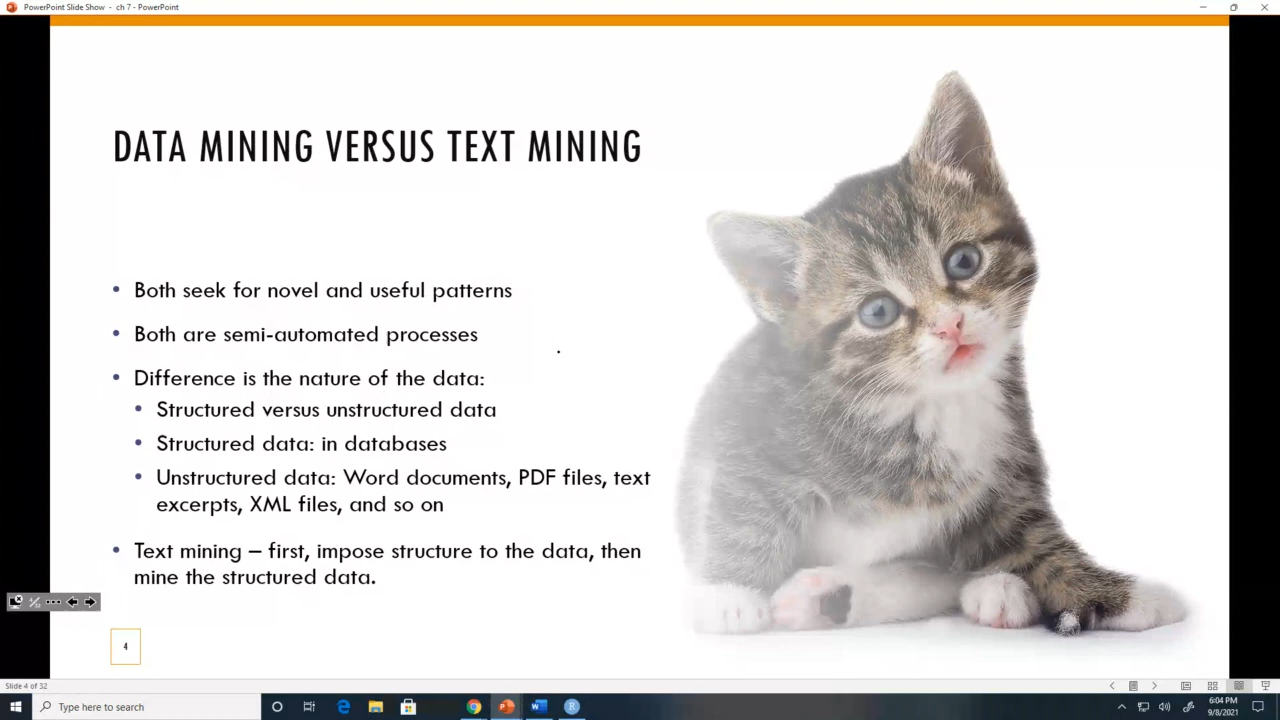 PowerPoint Slide Show - ch 7 - PowerPoint
DATA MINING VERSUS TEXT MINING
• Both seek for novel and useful patterns
• Both are semi-automated processes
• Difference is the nature of the data:
• Structured versus unstructured data
• Structured data: in databases
• Unstructured data: Word documents, PDF files, text
excerpts, XML files, and so on
• Text mining – first, impose structure to the data, then
mine the structured data.
4
Slide 4 of 32
Type here to search
6:04 PM
9/8/2021